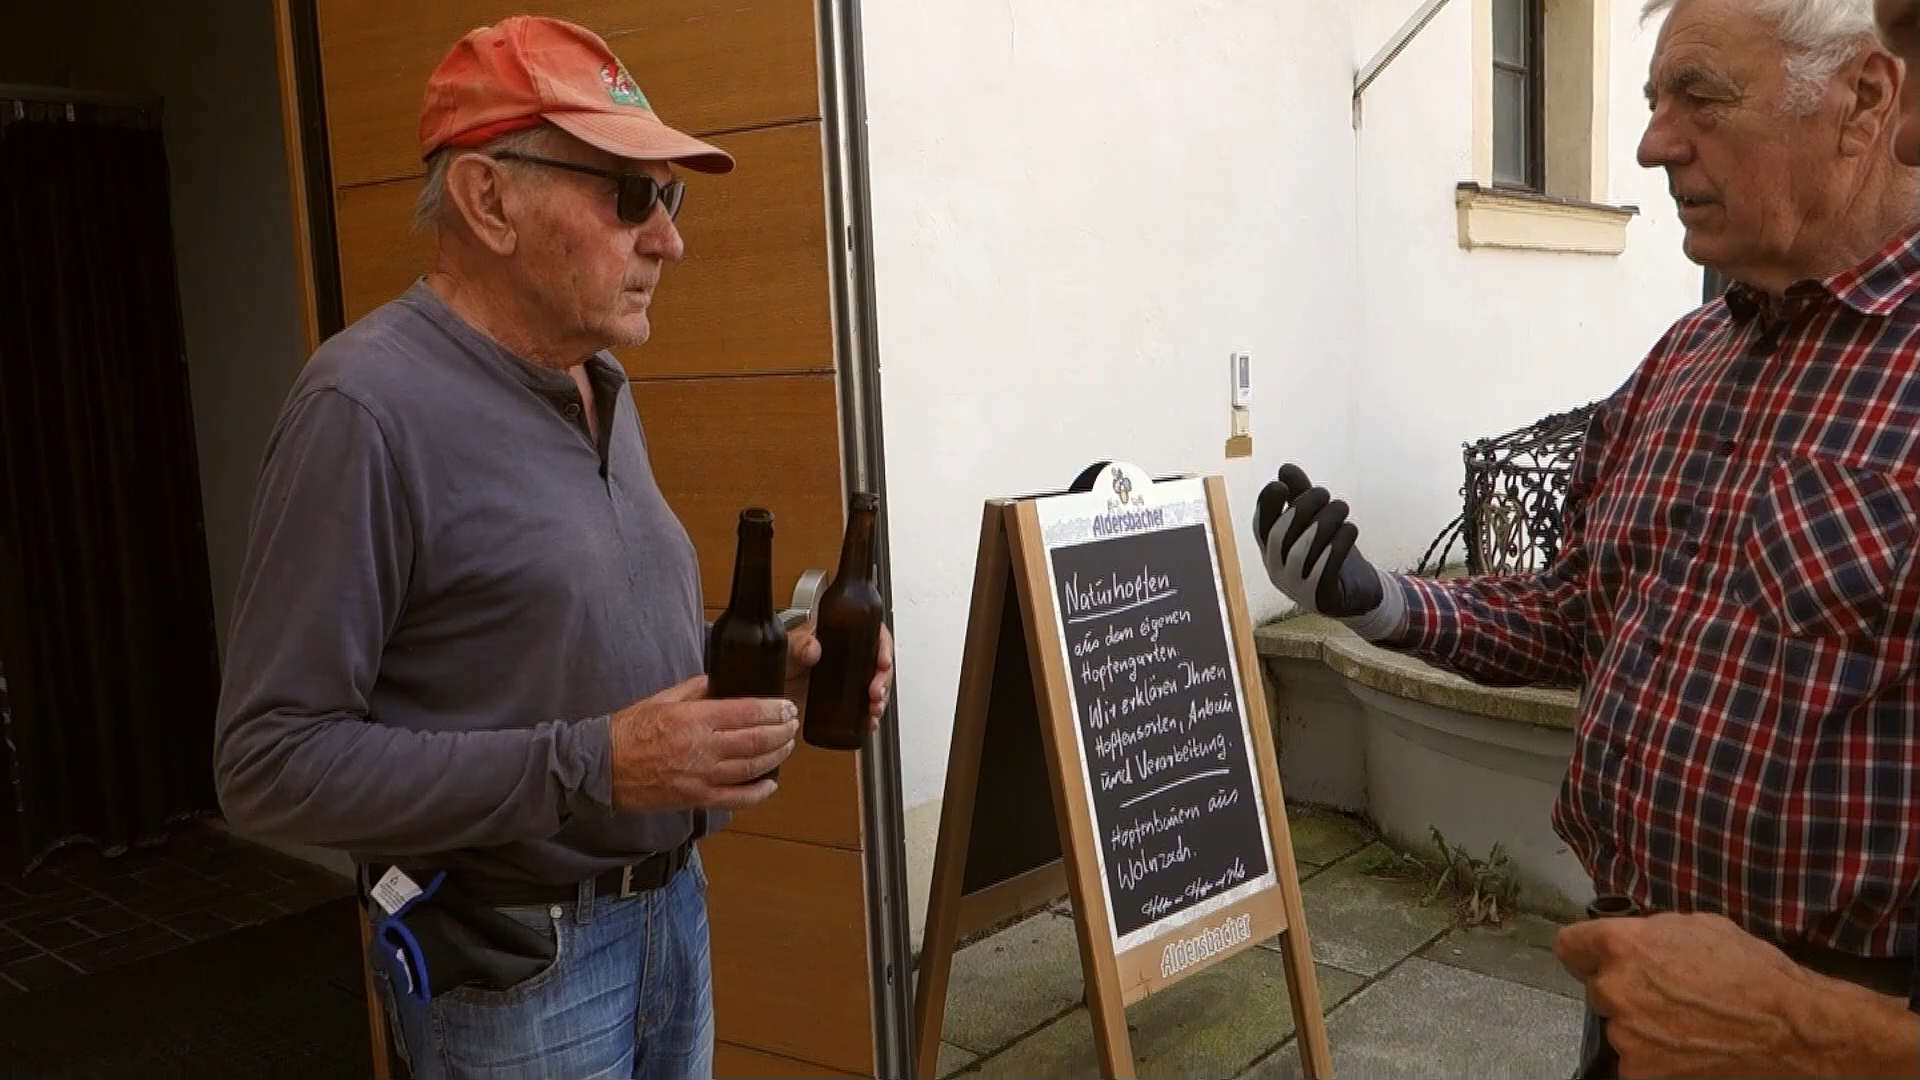 Aldersbacher
Naturhopfen
aus dem eigenen
Hopfengarten.
Wir erklären Ihnen
Hopfensorten, Anbau
und Verarbeitung.
Hopfenbauern aus
Wolnzach.
Aldersbacher